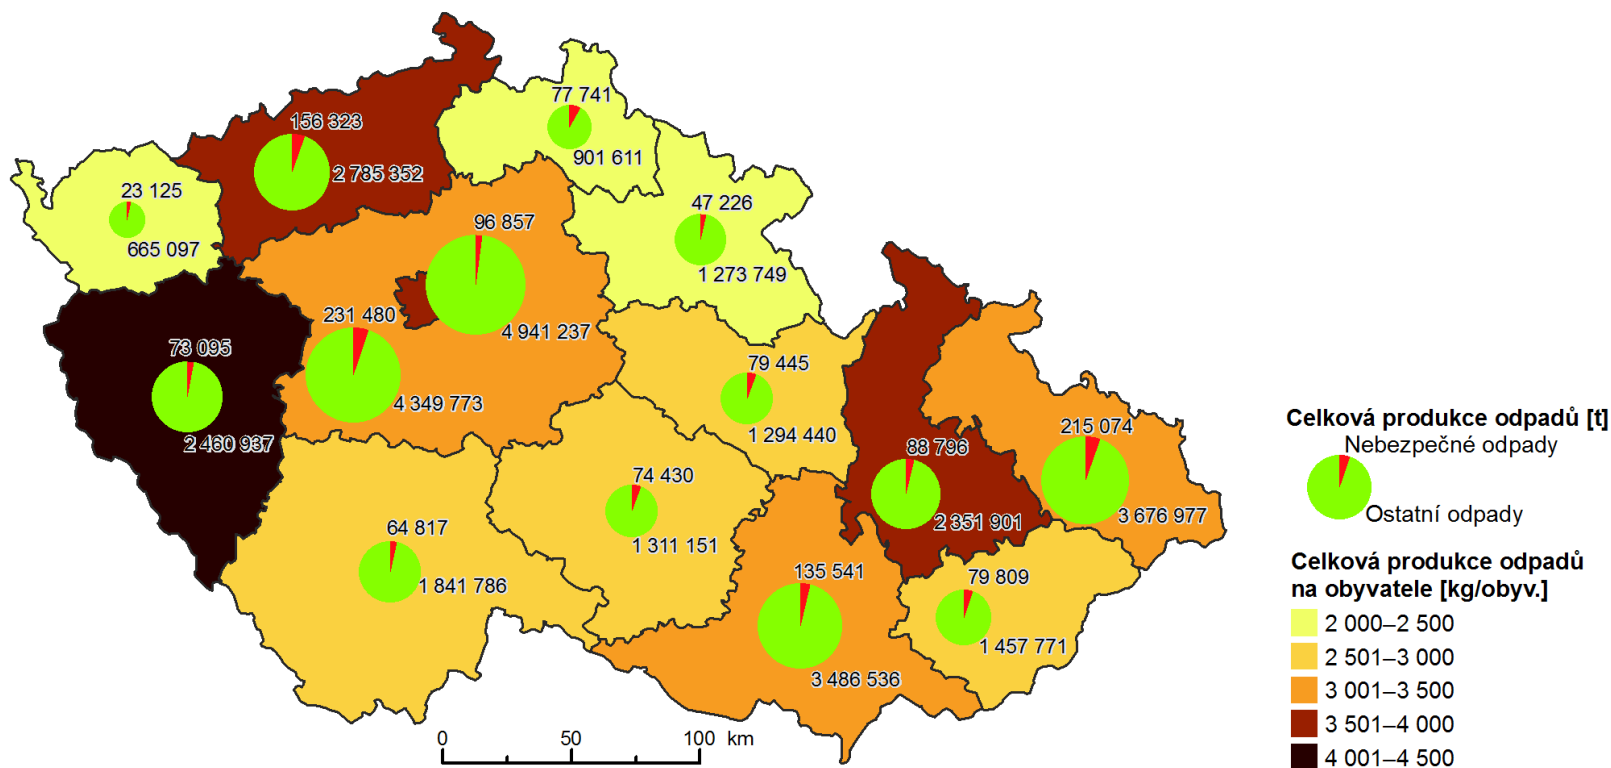 77 741
901 611
156 323
2 785 352
23 125
665 097
47 226
1 273 749
96 857
4 941 237
231 480
4 349 773
73 095
2 460 937
79 445
1 294 440
215 074
3 676 977
88 796
2 351 901
74 430
1 311 151
64 817
1 841 786
135 541
3 486 536
79 809
1 457 771
0 50 100 km
Celková produkce odpadů [t]
Nebezpečné odpady
Ostatní odpady
Celková produkce odpadů
na obyvatele [kg/obyv.]
2 000–2 500
2 501–3 000
3 001–3 500
3 501–4 000
4 001–4 500